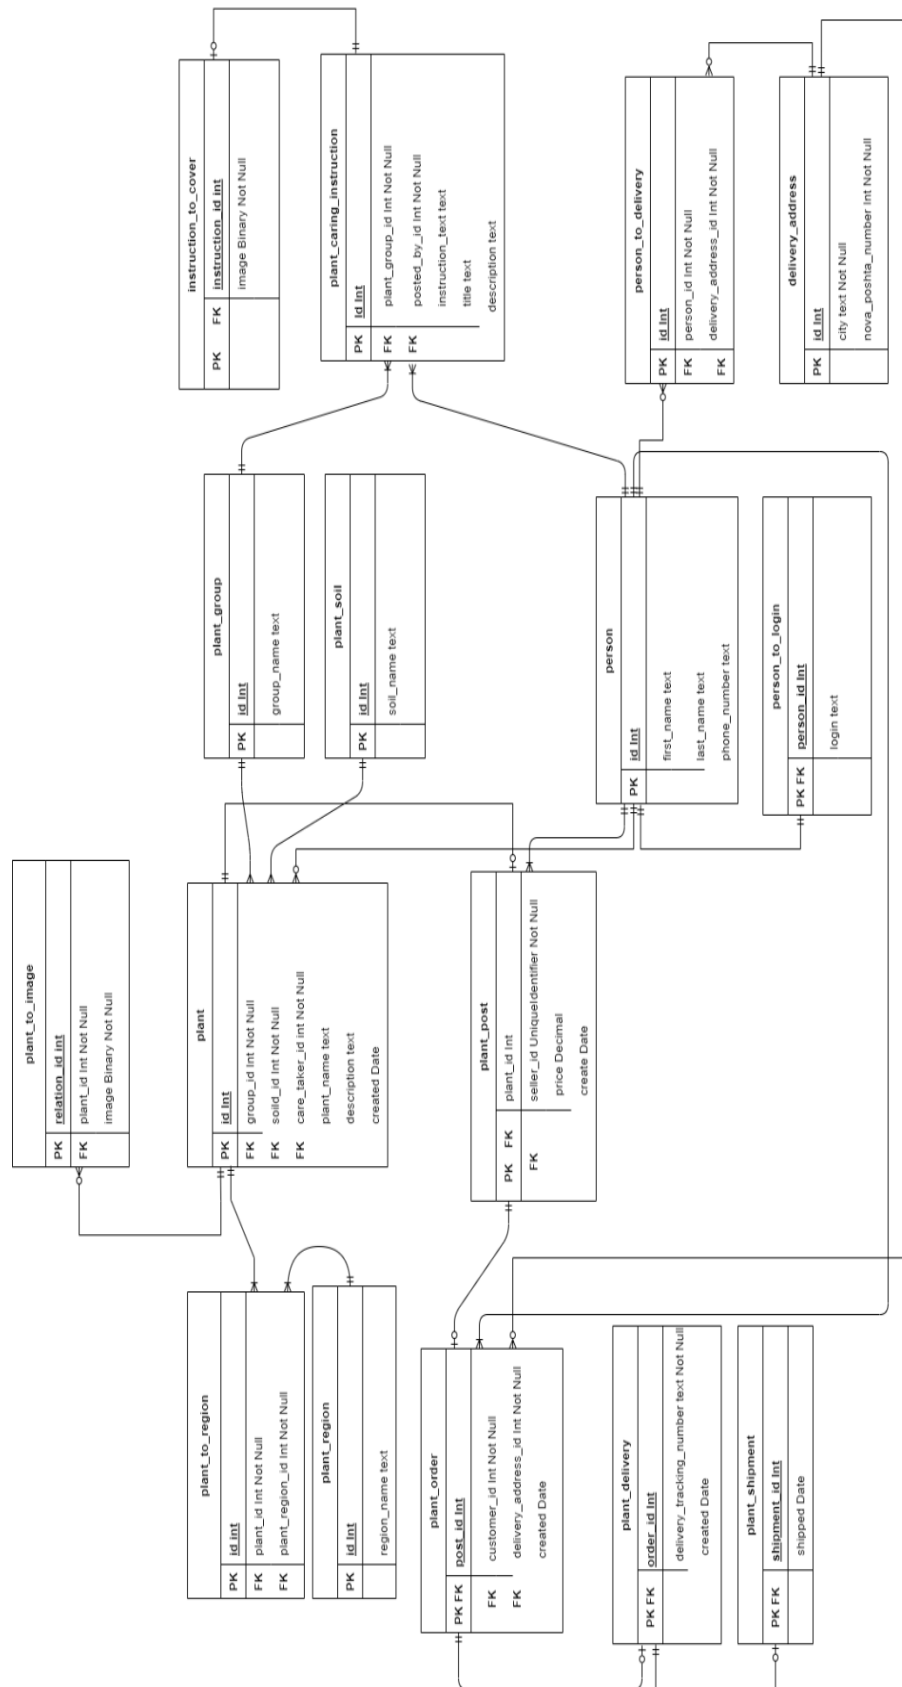 instruction_to_cover
PK FK instruction_id int
image Binary Not Null
plant_caring_instruction
PK id Int
FK plant_group_id Int Not Null
FK posted_by_id Int Not Null
instruction_text text
title text
description text
person_to_delivery
PK id Int
FK person_id Int Not Null
FK delivery_address_id Int Not Null
delivery_address
PK id Int
city text Not Null
nova_poshta_number Int Not Null
plant_group
PK id Int
group_name text
plant_soil
PK id Int
soil_name text
person
PK id Int
first_name text
last_name text
phone_number text
person_to_login
PK FK person_id Int
login text
plant_to_image
PK relation_id int
FK plant_id Int Not Null
image Binary Not Null
plant
PK id Int
FK group_id Int Not Null
FK soild_id Int Not Null
FK care_taker_id int Not Null
plant_name text
description text
created Date
plant_post
PK FK plant_id Int
FK seller_id UniqueIdentifier Not Null
price Decimal
create Date
plant_to_region
PK id int
FK plant_id Int Not Null
FK plant_region_id Int Not Null
plant_region
PK id Int
region_name text
plant_order
PK FK post_id Int
FK customer_id Int Not Null
FK delivery_address_id Int Not Null
created Date
plant_delivery
PK FK order_id Int
delivery_tracking_number text Not Null
created Date
plant_shipment
PK FK shipment_id Int
shipped Date